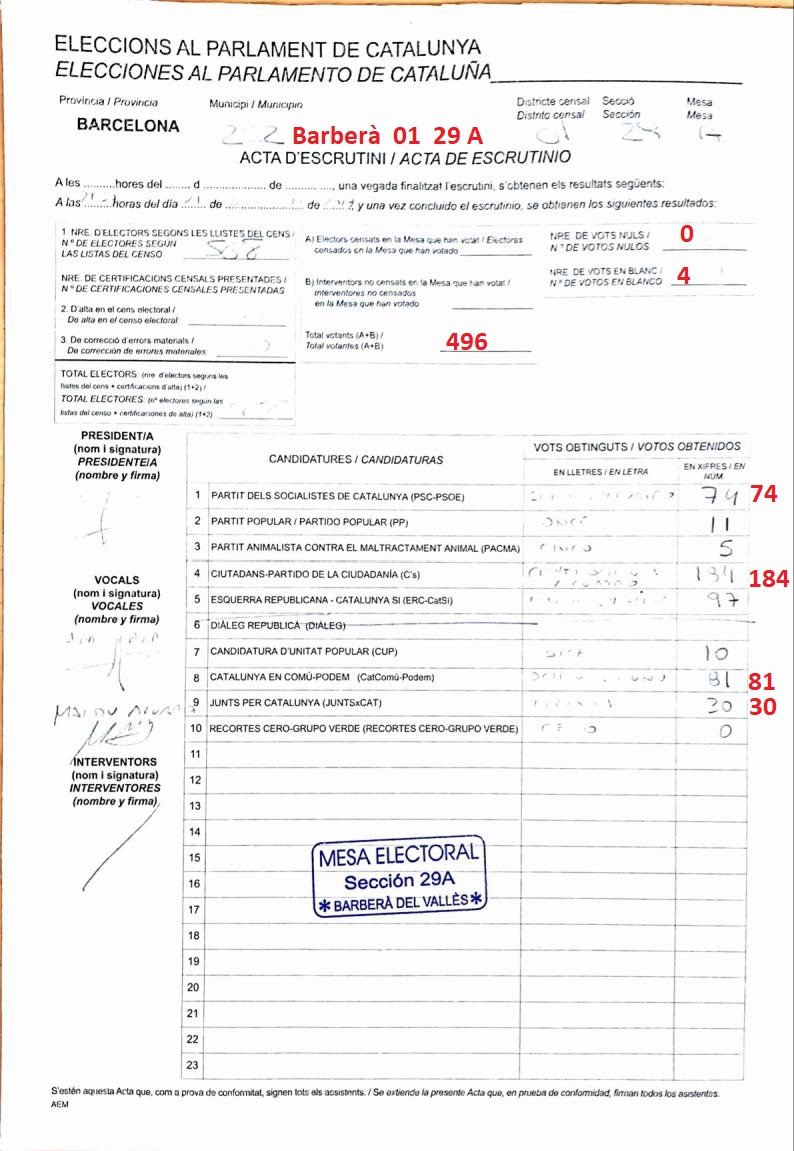 ELECCIONS AL PARLAMENT DE CATALUNYA
ELECCIONES AL PARLAMENTO DE CATALUÑA
Província / Provincia
Municipi / Municipio
Districte censal
Distrito censal
Secció
Sección
Mesa
Mesa
BARCELONA
Barberà 01 29 A
ACTA D'ESCRUTINI / ACTA DE ESCRUTINIO
A les ..........hores del ........ d .................... de .............., una vegada finalitzat l'escrutini, s'obtenen els resultats següents:
A las horas del día de de y una vez concluido el escrutinio, se obtienen los siguientes resultados:
1 NRE. D'ELECTORS SEGONS LES LLISTES DEL CENS /
Nº DE ELECTORES SEGÚN
LAS LISTAS DEL CENSO
NRE. DE CERTIFICACIONS CENSALS PRESENTADES /
Nº DE CERTIFICACIONES CENSALES PRESENTADAS
2. D'alta en el cens electoral /
De alta en el censo electoral:
3. De correcció d'errors materials /
De corrección de errores materiales:
TOTAL ELECTORS: (nre d'electors segons les
llistes del cens + certificacions d'alta) (1+2) /
TOTAL ELECTORES: (nº electores según las
listas del censo + certificaciones de alta) (1+2)
A) Electors censats en la Mesa que han votat / Electores
censados en la Mesa que han votado
B) Interventors no censats en la Mesa que han votat /
Interventores no censados
en la Mesa que han votado
Total votants (A+B) /
Total votantes (A+B)
496
NRE. DE VOTS NULS /
Nº DE VOTOS NULOS
0
NRE. DE VOTS EN BLANC /
Nº DE VOTOS EN BLANCO
4
PRESIDENT/A
(nom i signatura)
PRESIDENTE/A
(nombre y firma)
VOCALS
(nom i signatura)
VOCALES
(nombre y firma)
INTERVENTORS
(nom i signatura)
INTERVENTORES
(nombre y firma)
CANDIDATURES / CANDIDATURAS
VOTS OBTINGUTS / VOTOS OBTENIDOS
EN LLETRES / EN LETRA
EN XIFRES / EN
NUM.
1 PARTIT DELS SOCIALISTES DE CATALUNYA (PSC-PSOE) 74 74
2 PARTIT POPULAR / PARTIDO POPULAR (PP) ONCE 11
3 PARTIT ANIMALISTA CONTRA EL MALTRACTAMENT ANIMAL (PACMA) CINCO 5
4 CIUTADANS-PARTIDO DE LA CIUDADANÍA (C's) 184 184
5 ESQUERRA REPUBLICANA - CATALUNYA SI (ERC-CatSí) 97
6 DIÀLEG REPUBLICÀ (DIÀLEG)
7 CANDIDATURA D'UNITAT POPULAR (CUP) 10
8 CATALUNYA EN COMÚ-PODEM (CatComú-Podem) 81 81
9 JUNTS PER CATALUNYA (JUNTSxCAT) 30 30
10 RECORTES CERO-GRUPO VERDE (RECORTES CERO-GRUPO VERDE) 0
11
12
13
14
15
16
17
18
19
20
21
22
23
MESA ELECTORAL
Sección 29A
* BARBERÀ DEL VALLÈS *
S'estén aquesta Acta que, com a prova de conformitat, signen tots els assistents. / Se extiende la presente Acta que, en prueba de conformidad, firman todos los asistentes.
AEM